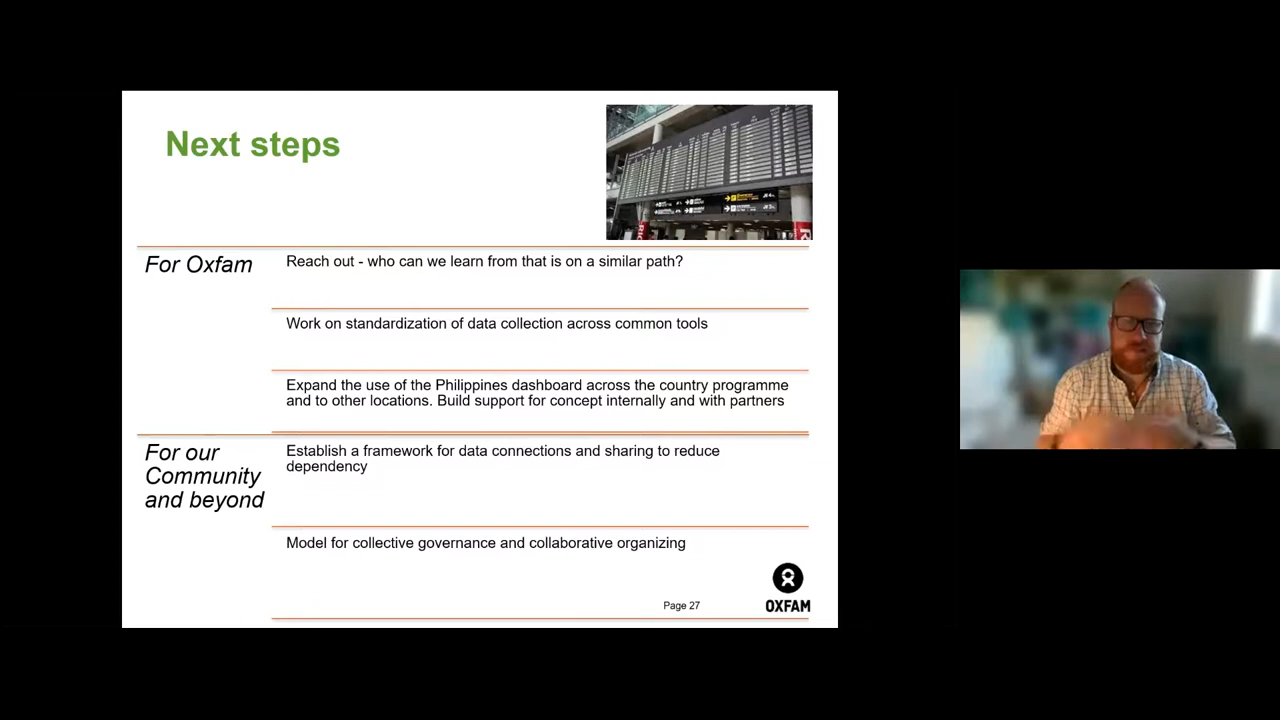 Next steps
For Oxfam
Reach out - who can we learn from that is on a similar path?
Work on standardization of data collection across common tools
Expand the use of the Philippines dashboard across the country programme
and to other locations. Build support for concept internally and with partners
For our
Community
and beyond
Establish a framework for data connections and sharing to reduce
dependency
Model for collective governance and collaborative organizing
Page 27
OXFAM